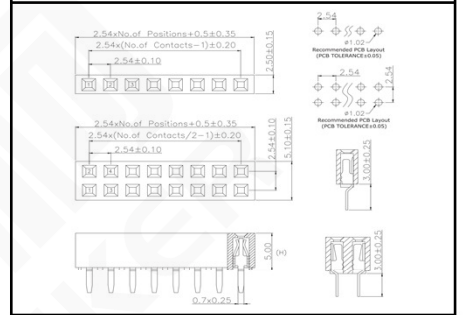 2.54xNo.of Positions+0.5±0.35
2.54x(No.of Contacts-1)±0.20
2.54±0.10
2.50±0.15
2.54
ø1.02
Recommended PCB Layout
(PCB TOLERANCE±0.05)
2.54
2.54
ø1.02
Recommended PCB Layout
(PCB TOLERANCE±0.05)
2.54xNo.of Positions+0.5±0.35
2.54x(No.of Contacts/2-1)±0.20
2.54±0.10
2.54±0.10
5.10±0.15
3.00±0.25
5.00
(H)
0.7x0.25
3.00±0.25